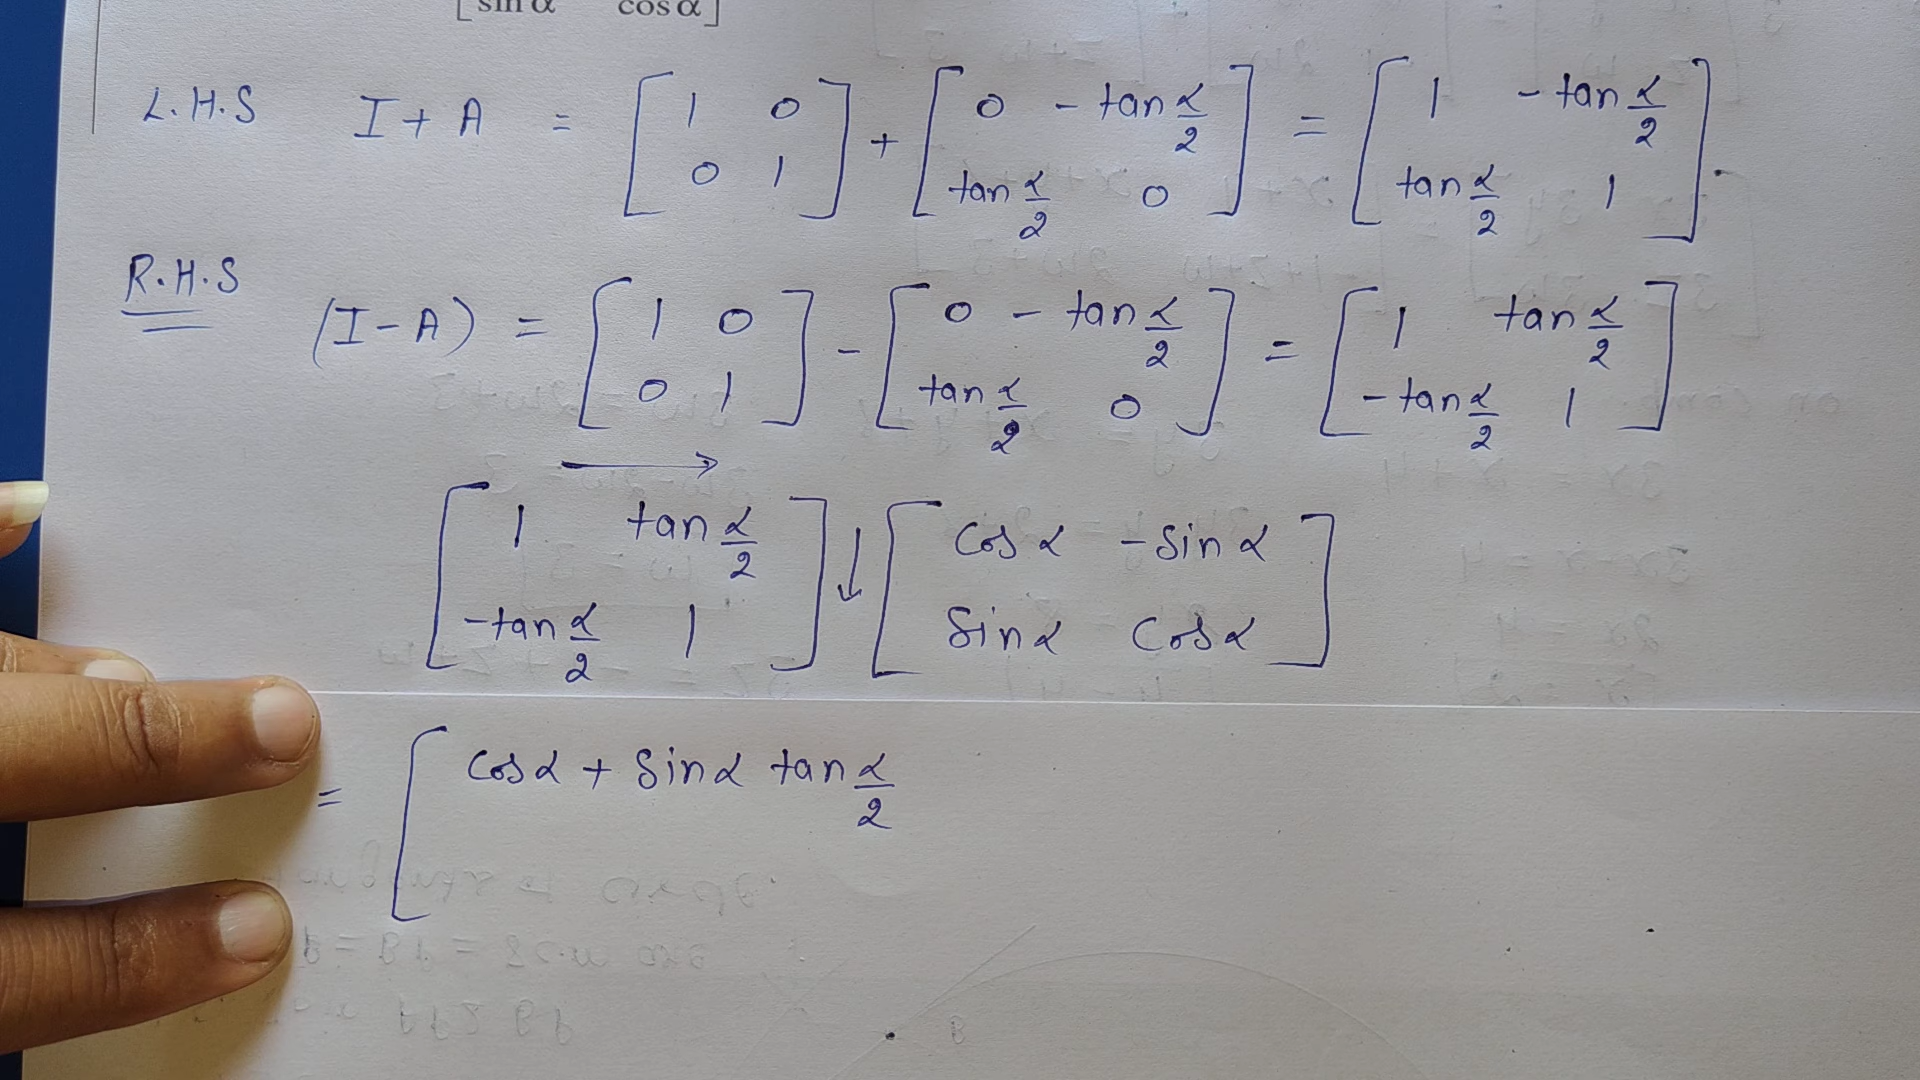 sin α cos α
L.H.S I + A = [1 0 0 1] + [0 - tan α/2 tan α/2 0] = [1 - tan α/2 tan α/2 1].
R.H.S (I - A) = [1 0 0 1] - [0 - tan α/2 tan α/2 0] = [1 tan α/2 - tan α/2 1]
→
[1 tan α/2 - tan α/2 1] ↓ [Cos α - Sin α Sin α Cos α]
= [Cos α + Sin α tan α/2